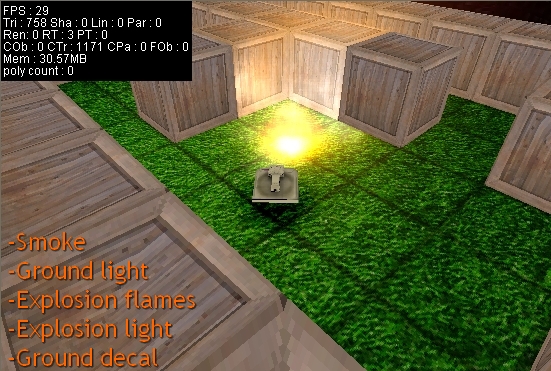 FPS : 29
Tri : 758 Sha : 0 Lin : 0 Par : 0
Ren: 0 RT : 3 PT : 0
COb : 0 CTr : 1171 CPa : 0 FOb : 0
Mem : 30.57MB
poly count : 0
-Smoke
-Ground light
-Explosion flames
-Explosion light
-Ground decal